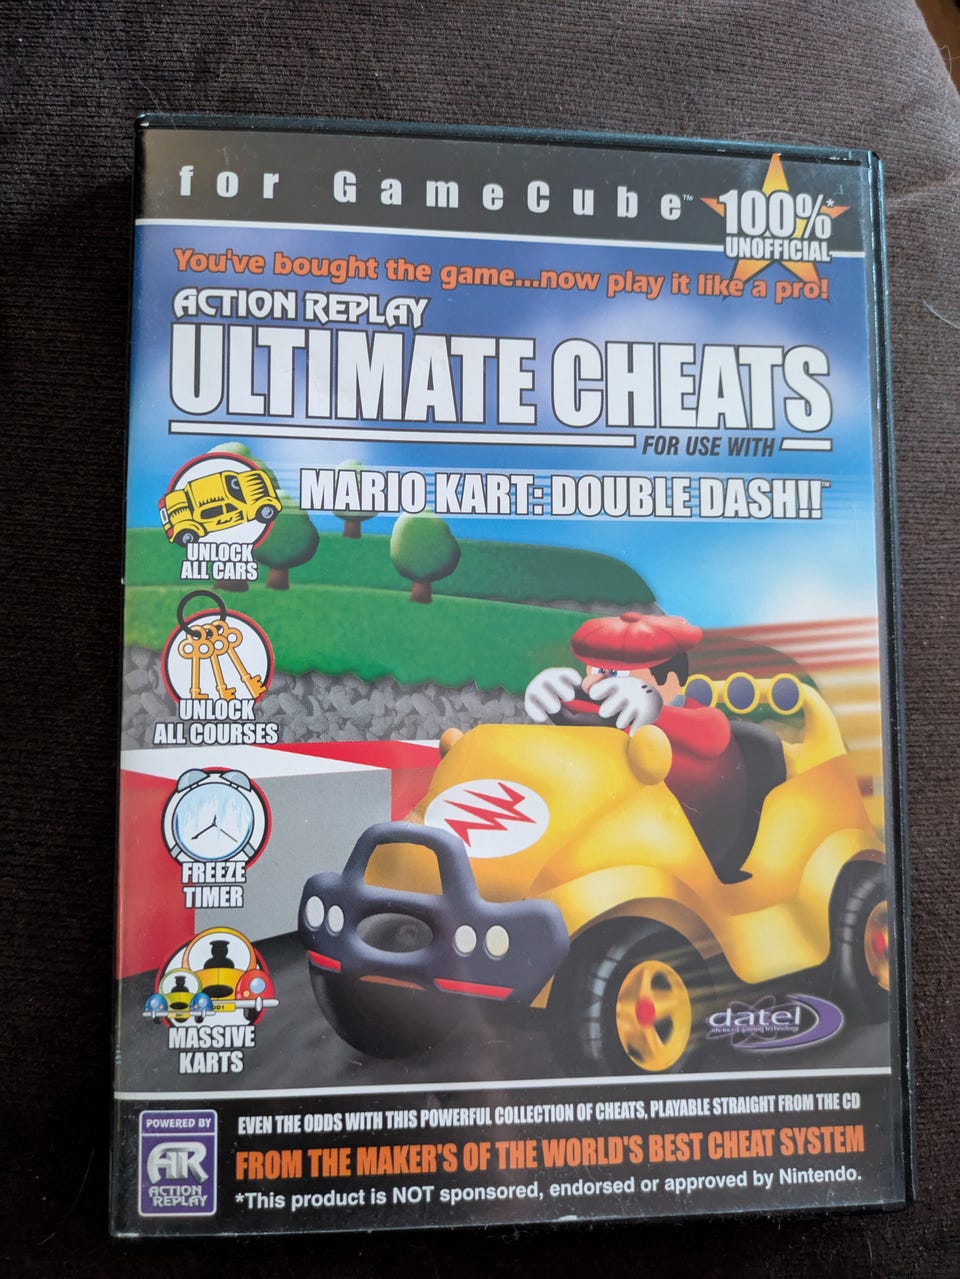 for GameCube™
100%*
UNOFFICIAL
You've bought the game...now play it like a pro!
ACTION REPLAY
ULTIMATE CHEATS
FOR USE WITH
MARIO KART: DOUBLE DASH!!™
UNLOCK
ALL CARS
UNLOCK
ALL COURSES
FREEZE
TIMER
MASSIVE
KARTS
datel
advanced gaming technology
POWERED BY
AR
ACTION
REPLAY
EVEN THE ODDS WITH THIS POWERFUL COLLECTION OF CHEATS, PLAYABLE STRAIGHT FROM THE CD
FROM THE MAKER'S OF THE WORLD'S BEST CHEAT SYSTEM
*This product is NOT sponsored, endorsed or approved by Nintendo.